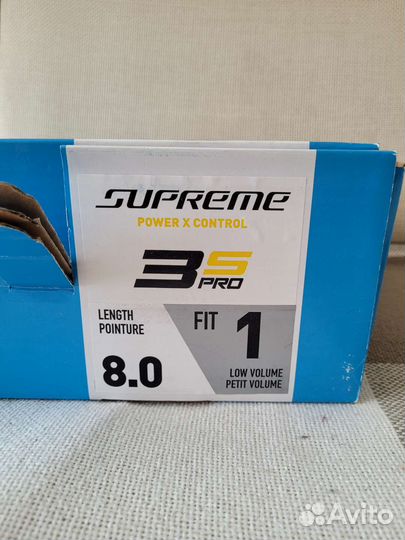 SUPREME
POWER X CONTROL
3S
PRO
LENGTH
POINTURE
8.0
FIT 1
LOW VOLUME
PETIT VOLUME
Avito